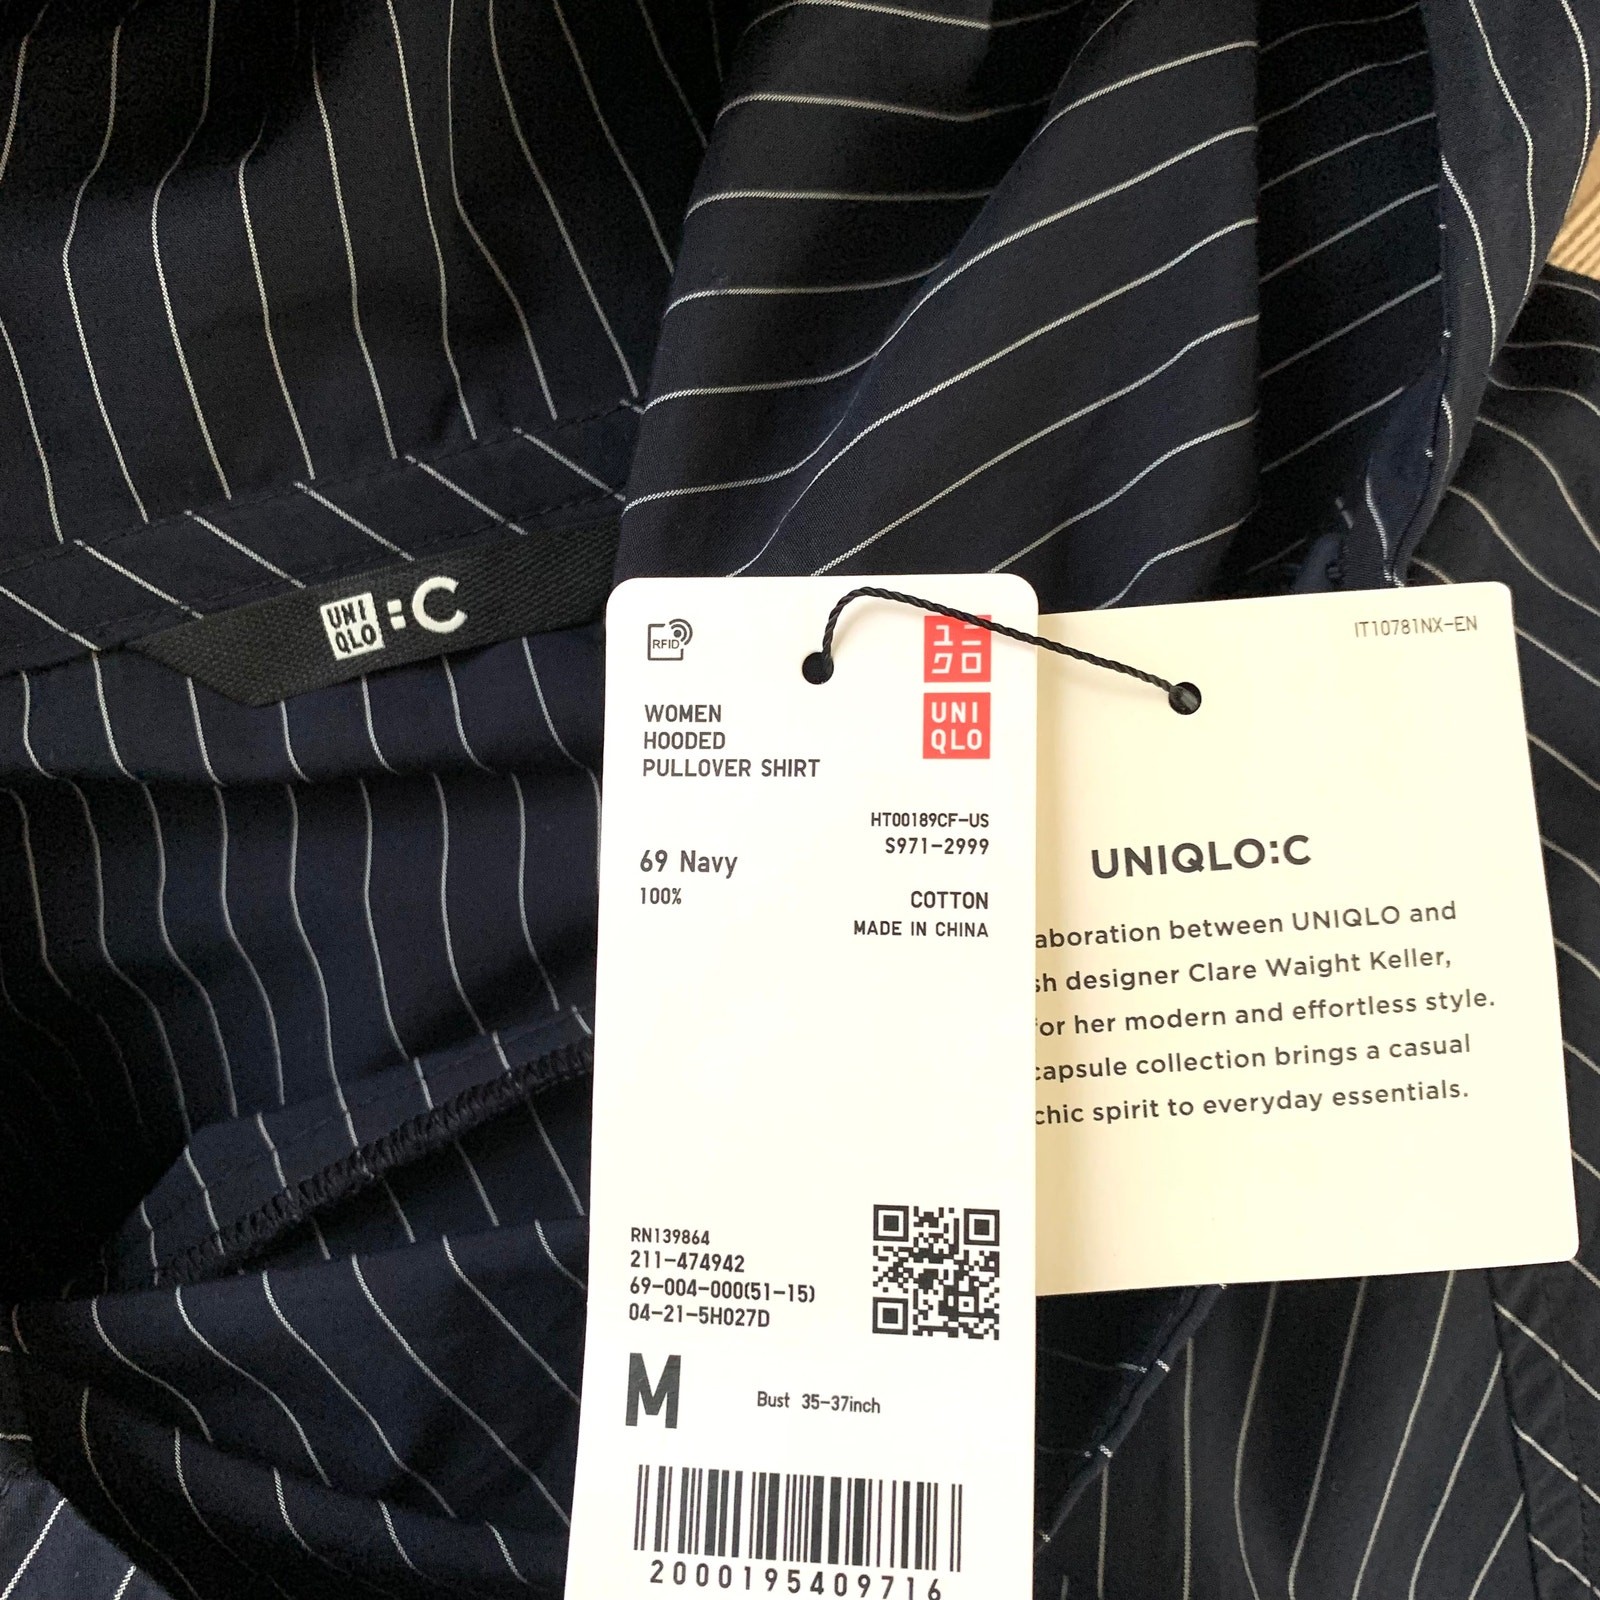 UNI
QLO
:C
RFID
ユニ
クロ
UNI
QLO
WOMEN
HOODED
PULLOVER SHIRT
HT00189CF-US
S971-2999
69 Navy
100%
COTTON
MADE IN CHINA
RN139864
211-474942
69-004-000(51-15)
04-21-5H027D
M
Bust 35-37inch
2000195409716
IT10781NX-EN
UNIQLO:C
between UNIQLO and
designer Clare Waight Keller,
for her modern and effortless style.
capsule collection brings a casual
chic spirit to everyday essentials.